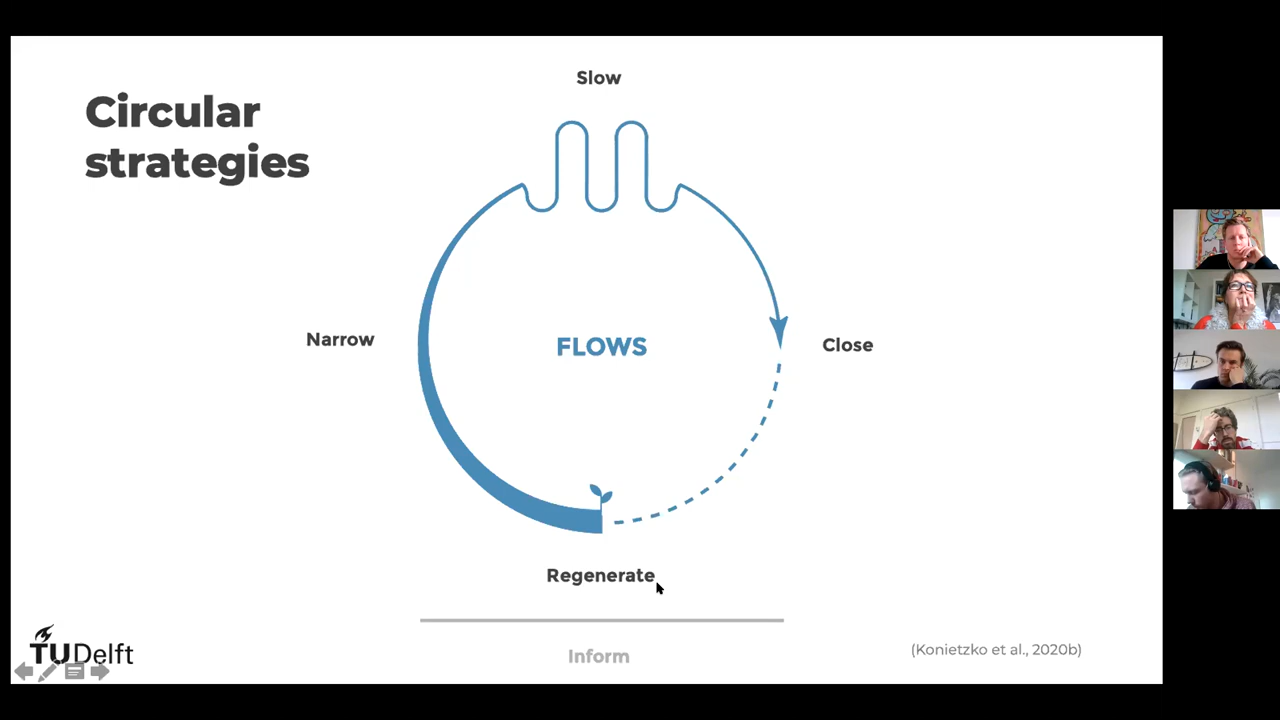 Circular
strategies
Slow
Narrow
FLOWS
Close
Regenerate
Inform
TUDelft
(Konietzko et al., 2020b)